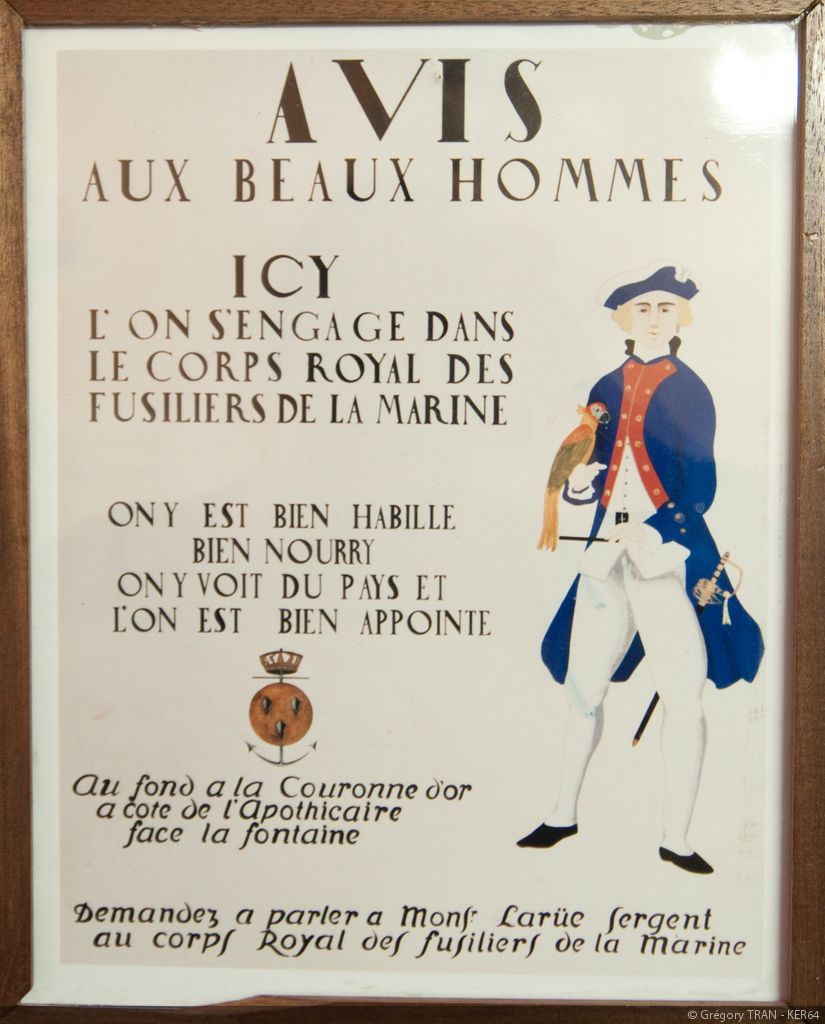 AVIS
AUX BEAUX HOMMES
ICY
L'ON S'ENGAGE DANS
LE CORPS ROYAL DES
FUSILIERS DE LA MARINE
ON Y EST BIEN HABILLE
BIEN NOURRY
ON Y VOIT DU PAYS ET
L'ON EST BIEN APPOINTE
Au fond a la Couronne d'or
a cote de l'Apothicaire
face la fontaine
Demandez a parler a Monſr Larüe ſergent
au corpſ Royal deſ fuſilierſ de la Marine
© Grégory TRAN - KER64